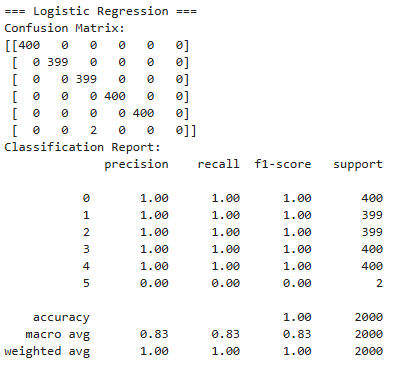 === Logistic Regression ===
Confusion Matrix:
[[400   0   0   0   0   0]
 [  0 399   0   0   0   0]
 [  0   0 399   0   0   0]
 [  0   0   0 400   0   0]
 [  0   0   0   0 400   0]
 [  0   0   2   0   0   0]]
Classification Report:
              precision    recall  f1-score   support
           0       1.00      1.00      1.00       400
           1       1.00      1.00      1.00       399
           2       1.00      1.00      1.00       399
           3       1.00      1.00      1.00       400
           4       1.00      1.00      1.00       400
           5       0.00      0.00      0.00         2
    accuracy                           1.00      2000
   macro avg       0.83      0.83      0.83      2000
weighted avg       1.00      1.00      1.00      2000